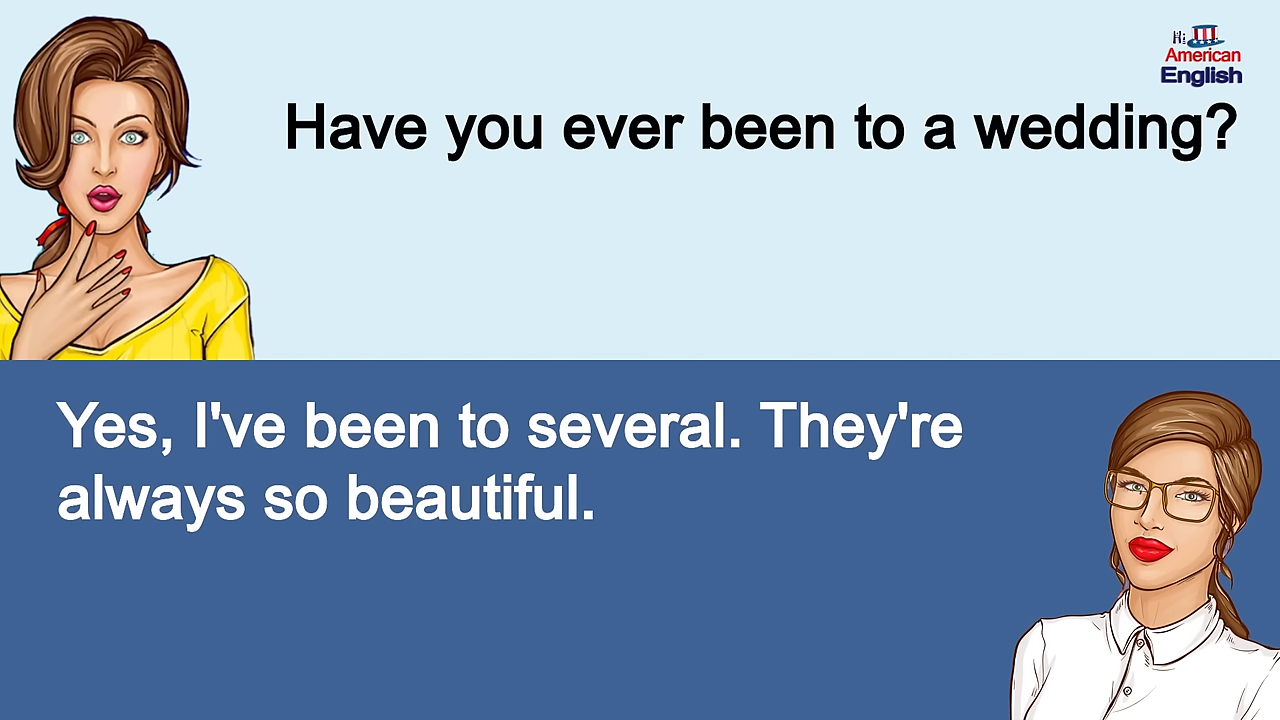 Hi
American
English
Have you ever been to a wedding?
Yes, I've been to several. They're
always so beautiful.